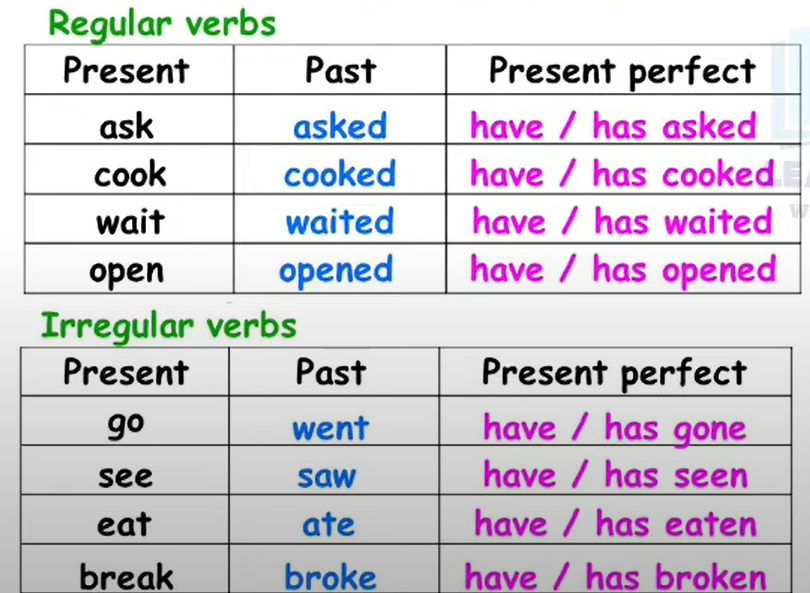 Regular verbs
Present Past Present perfect
ask asked have / has asked
cook cooked have / has cooked
wait waited have / has waited
open opened have / has opened
Irregular verbs
Present Past Present perfect
go went have / has gone
see saw have / has seen
eat ate have / has eaten
break broke have / has broken